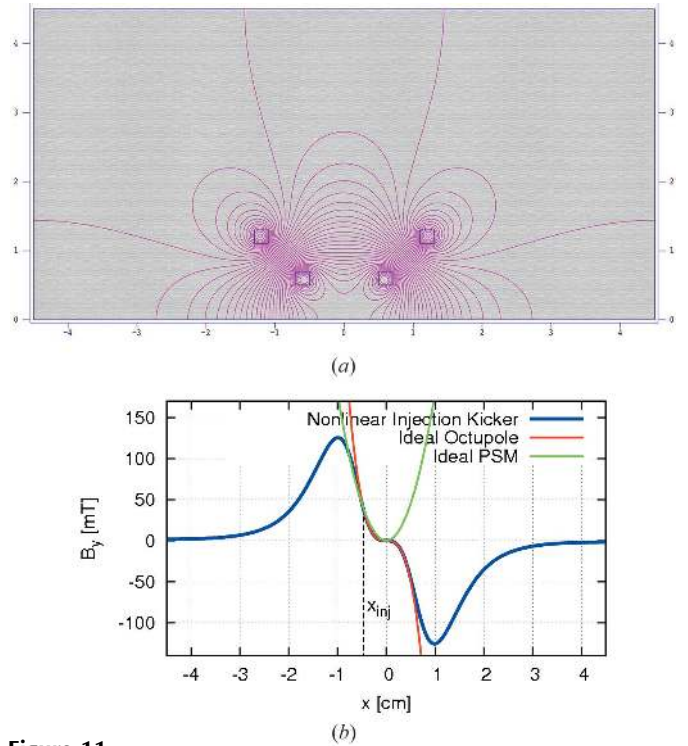 4 4
3 3
2 2
1 1
0 0
-4 -3 -2 -1 0 1 2 3 4
(a)
150
100
50
0
-50
-100
B_y [mT]
Nonlinear Injection Kicker
Ideal Octupole
Ideal PSM
x_inj
-4 -3 -2 -1 0 1 2 3 4
x [cm]
(b)
Figure 11